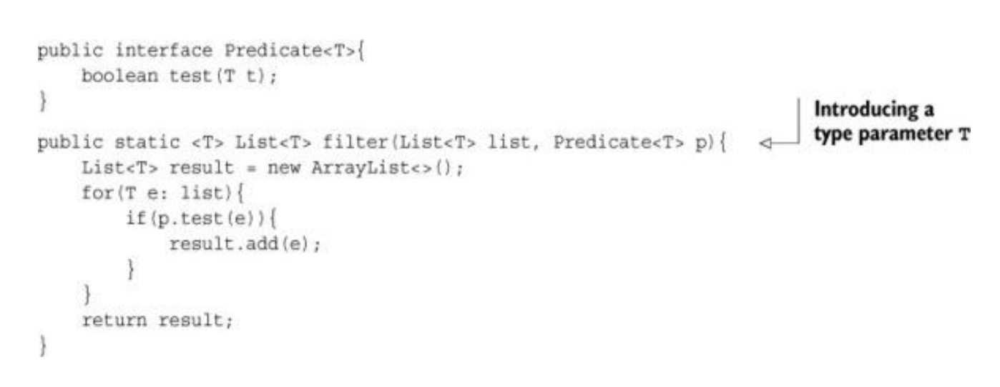 public interface Predicate<T>{
    boolean test(T t);
}
public static <T> List<T> filter(List<T> list, Predicate<T> p){
    List<T> result = new ArrayList<>();
    for(T e: list){
        if(p.test(e)){
            result.add(e);
        }
    }
    return result;
}
Introducing a
type parameter T